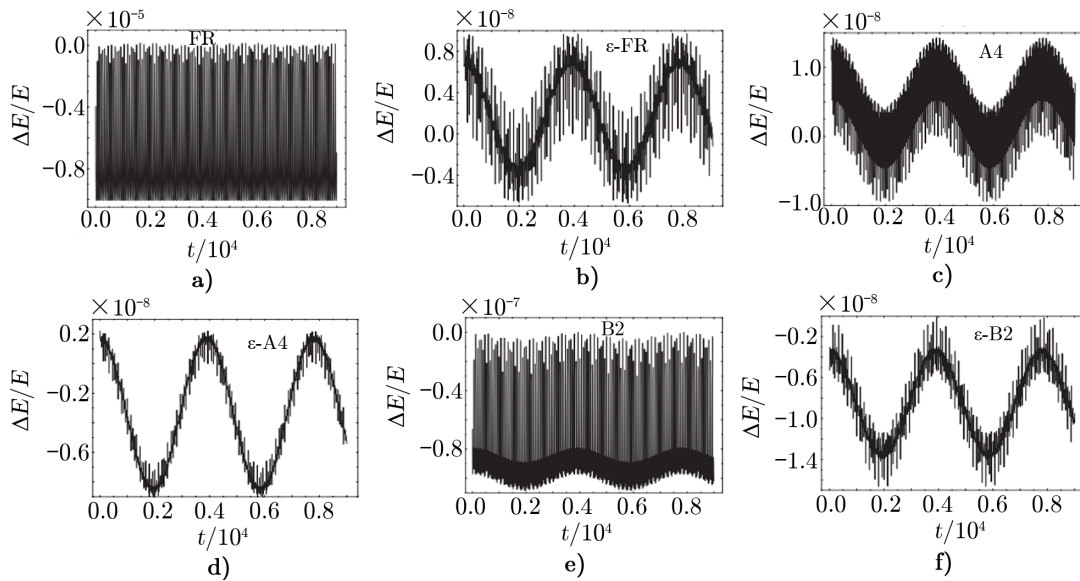 ×10⁻⁵
FR
0.0
−0.4
−0.8
ΔE/E
0.0 0.2 0.4 0.6 0.8
t/10⁴
a)
×10⁻⁸
ε-FR
0.8
0.4
0.0
−0.4
ΔE/E
0.0 0.2 0.4 0.6 0.8
t/10⁴
b)
×10⁻⁸
A4
1.0
0.0
−1.0
ΔE/E
0.0 0.2 0.4 0.6 0.8
t/10⁴
c)
×10⁻⁸
ε-A4
0.2
−0.2
−0.6
ΔE/E
0.0 0.2 0.4 0.6 0.8
t/10⁴
d)
×10⁻⁷
B2
0.0
−0.4
−0.8
ΔE/E
0.0 0.2 0.4 0.6 0.8
t/10⁴
e)
×10⁻⁸
ε-B2
−0.2
−0.6
−1.0
−1.4
ΔE/E
0.0 0.2 0.4 0.6 0.8
t/10⁴
f)